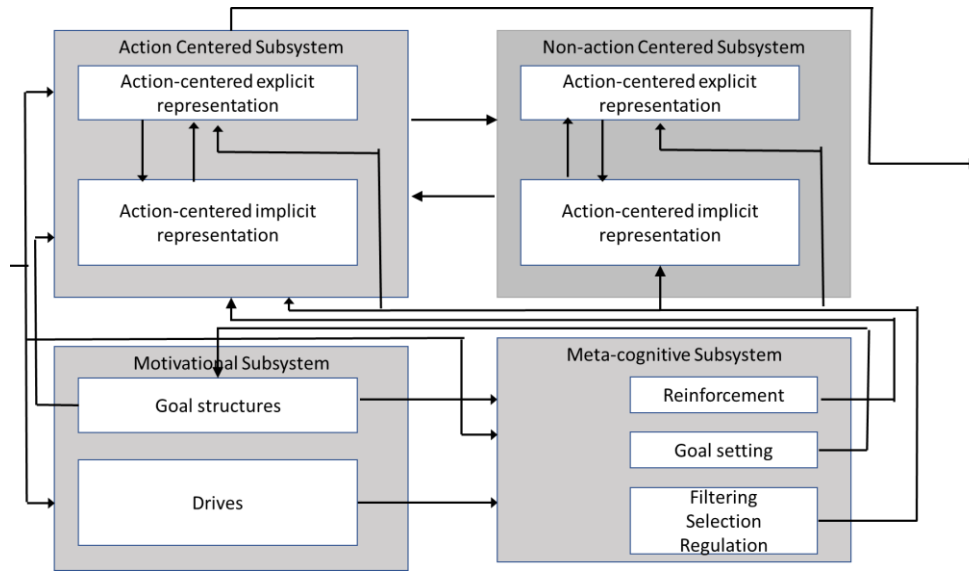 Action Centered Subsystem
Action-centered explicit
representation
Action-centered implicit
representation
Non-action Centered Subsystem
Action-centered explicit
representation
Action-centered implicit
representation
Motivational Subsystem
Goal structures
Drives
Meta-cognitive Subsystem
Reinforcement
Goal setting
Filtering
Selection
Regulation